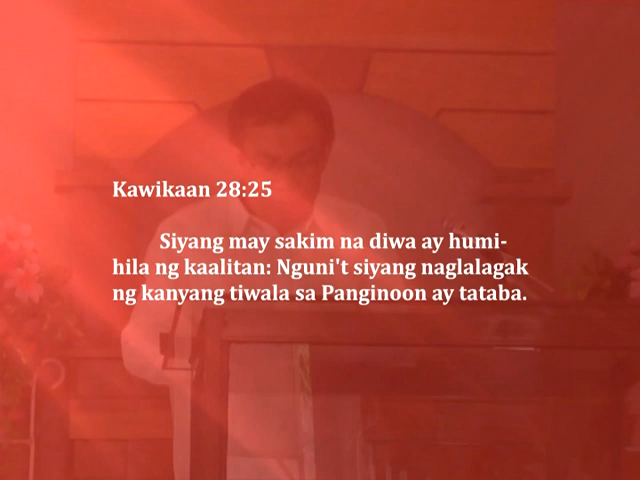 Kawikaan 28:25
Siyang may sakim na diwa ay humi-
hila ng kaalitan: Nguni't siyang naglalagak
ng kanyang tiwala sa Panginoon ay tataba.